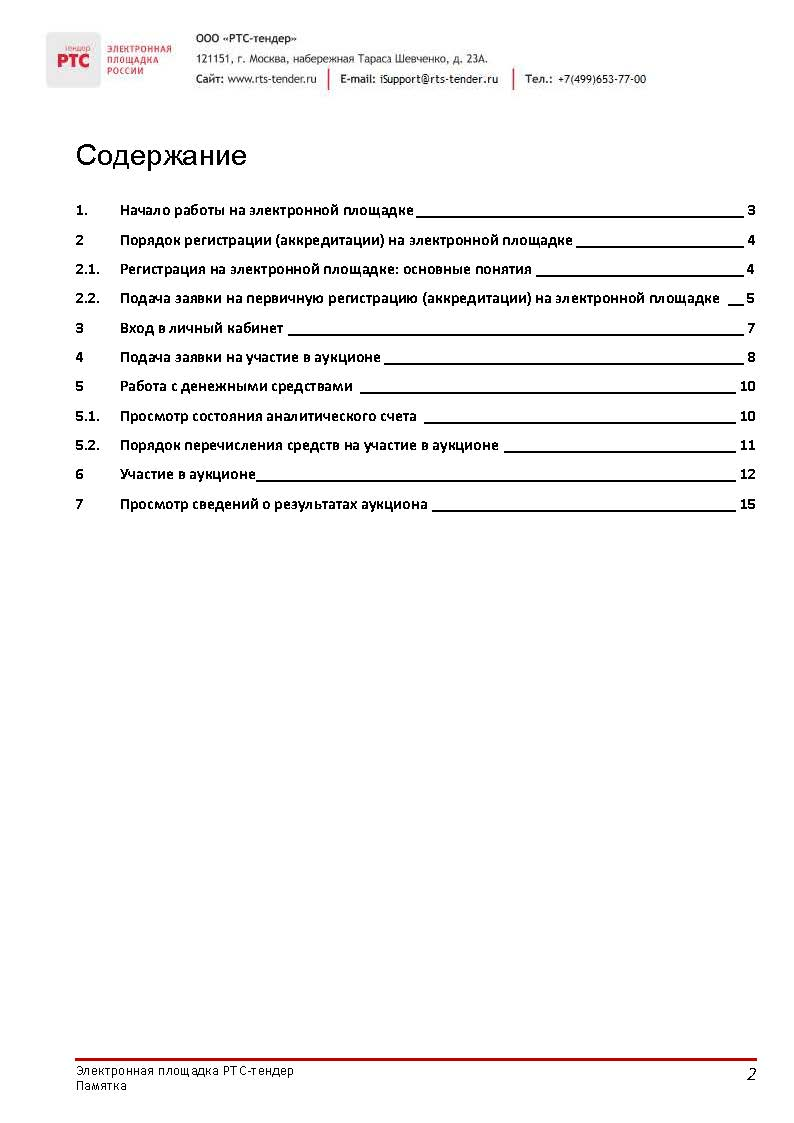 ООО «РТС-тендер»
тендер
РТС
ЭЛЕКТРОННАЯ
ПЛОЩАДКА
РОССИИ
121151, г. Москва, набережная Тараса Шевченко, д. 23А.
Сайт: www.rts-tender.ru | E-mail: iSupport@rts-tender.ru | Тел.: +7(499)653-77-00
Содержание
1. Начало работы на электронной площадке 3
2 Порядок регистрации (аккредитации) на электронной площадке 4
2.1. Регистрация на электронной площадке: основные понятия 4
2.2. Подача заявки на первичную регистрацию (аккредитации) на электронной площадке 5
3 Вход в личный кабинет 7
4 Подача заявки на участие в аукционе 8
5 Работа с денежными средствами 10
5.1. Просмотр состояния аналитического счета 10
5.2. Порядок перечисления средств на участие в аукционе 11
6 Участие в аукционе 12
7 Просмотр сведений о результатах аукциона 15
Электронная площадка РТС-тендер 2
Памятка